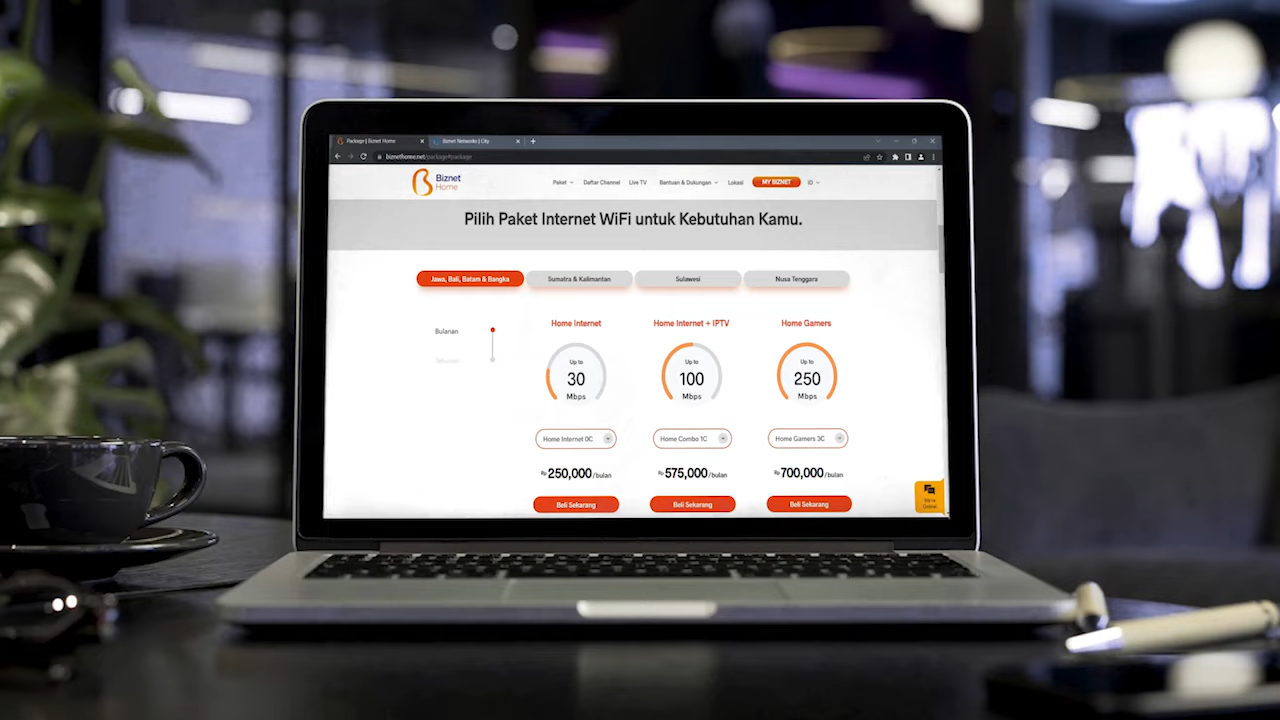 Package | Biznet Home
Biznet Networks | City
biznethome.net/package#package
Biznet
Home
Paket
Daftar Channel
Live TV
Bantuan & Dukungan
Lokasi
MY BIZNET
ID
Pilih Paket Internet WiFi untuk Kebutuhan Kamu.
Jawa, Bali, Batam & Bangka
Sumatra & Kalimantan
Sulawesi
Nusa Tenggara
Bulanan
Tahunan
Home Internet
Up to
30
Mbps
Home Internet 0C
Rp 250,000 /bulan
Beli Sekarang
Home Internet + IPTV
Up to
100
Mbps
Home Combo 1C
Rp 575,000 /bulan
Beli Sekarang
Home Gamers
Up to
250
Mbps
Home Gamers 3C
Rp 700,000 /bulan
Beli Sekarang